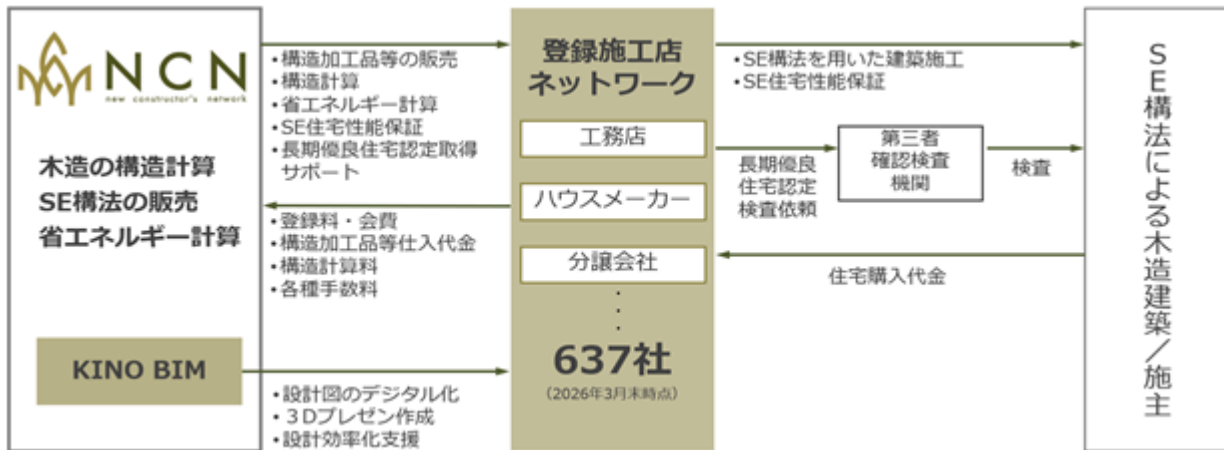 NCN
new constructor's network
木造の構造計算
SE構法の販売
省エネルギー計算
KINO BIM
・構造加工品等の販売
・構造計算
・省エネルギー計算
・SE住宅性能保証
・長期優良住宅認定取得
サポート
・登録料・会費
・構造加工品等仕入代金
・構造計算料
・各種手数料
・設計図のデジタル化
・３Dプレゼン作成
・設計効率化支援
登録施工店
ネットワーク
工務店
ハウスメーカー
分譲会社
・
・
・
637社
（2026年3月末時点）
・SE構法を用いた建築施工
・SE住宅性能保証
長期優良
住宅認定
検査依頼
第三者
確認検査
機関
検査
住宅購入代金
SE構法による木造建築／施主